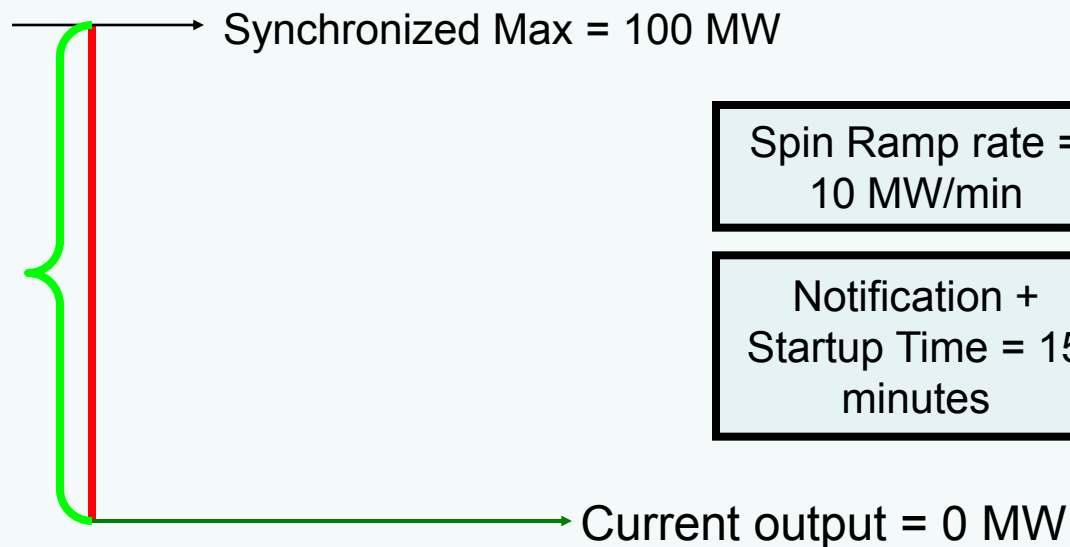 Synchronized Max = 100 MW
Spin Ramp rate =
10 MW/min
Notification +
Startup Time = 15
minutes
Current output = 0 MW